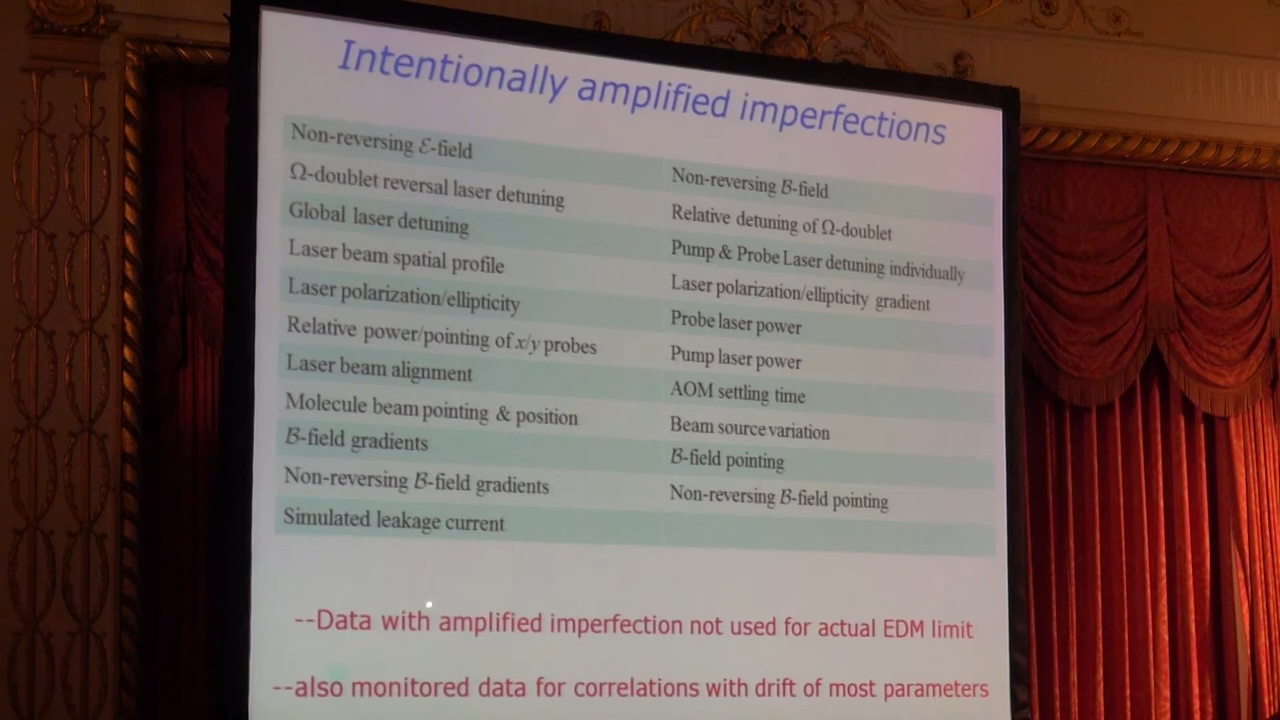 Intentionally amplified imperfections
Non-reversing ℰ-field
Non-reversing ℬ-field
Ω-doublet reversal laser detuning
Relative detuning of Ω-doublet
Global laser detuning
Pump & Probe Laser detuning individually
Laser beam spatial profile
Laser polarization/ellipticity gradient
Laser polarization/ellipticity
Probe laser power
Relative power/pointing of x/y probes
Pump laser power
Laser beam alignment
AOM settling time
Molecule beam pointing & position
Beam source variation
ℬ-field gradients
ℬ-field pointing
Non-reversing ℬ-field gradients
Non-reversing ℬ-field pointing
Simulated leakage current
--Data with amplified imperfection not used for actual EDM limit
--also monitored data for correlations with drift of most parameters